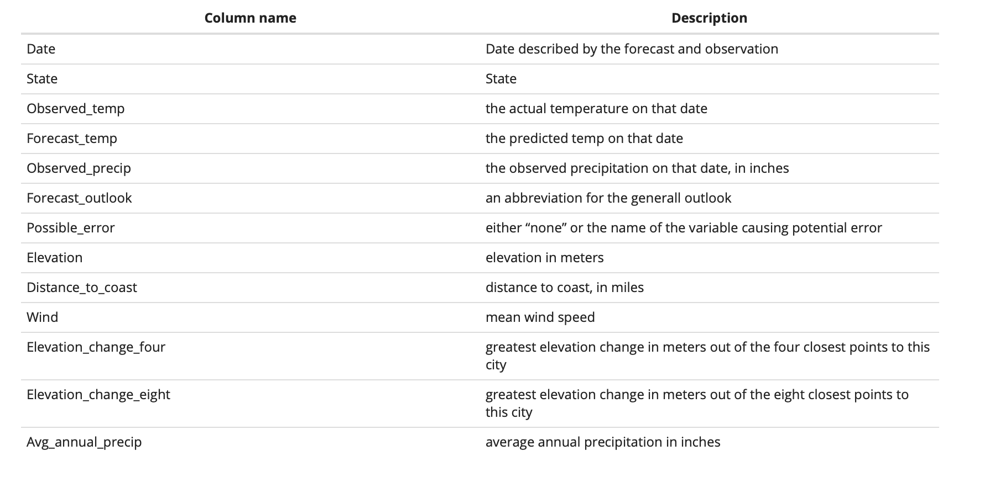 Column name Description
Date Date described by the forecast and observation
State State
Observed_temp the actual temperature on that date
Forecast_temp the predicted temp on that date
Observed_precip the observed precipitation on that date, in inches
Forecast_outlook an abbreviation for the generall outlook
Possible_error either “none” or the name of the variable causing potential error
Elevation elevation in meters
Distance_to_coast distance to coast, in miles
Wind mean wind speed
Elevation_change_four greatest elevation change in meters out of the four closest points to this
city
Elevation_change_eight greatest elevation change in meters out of the eight closest points to
this city
Avg_annual_precip average annual precipitation in inches